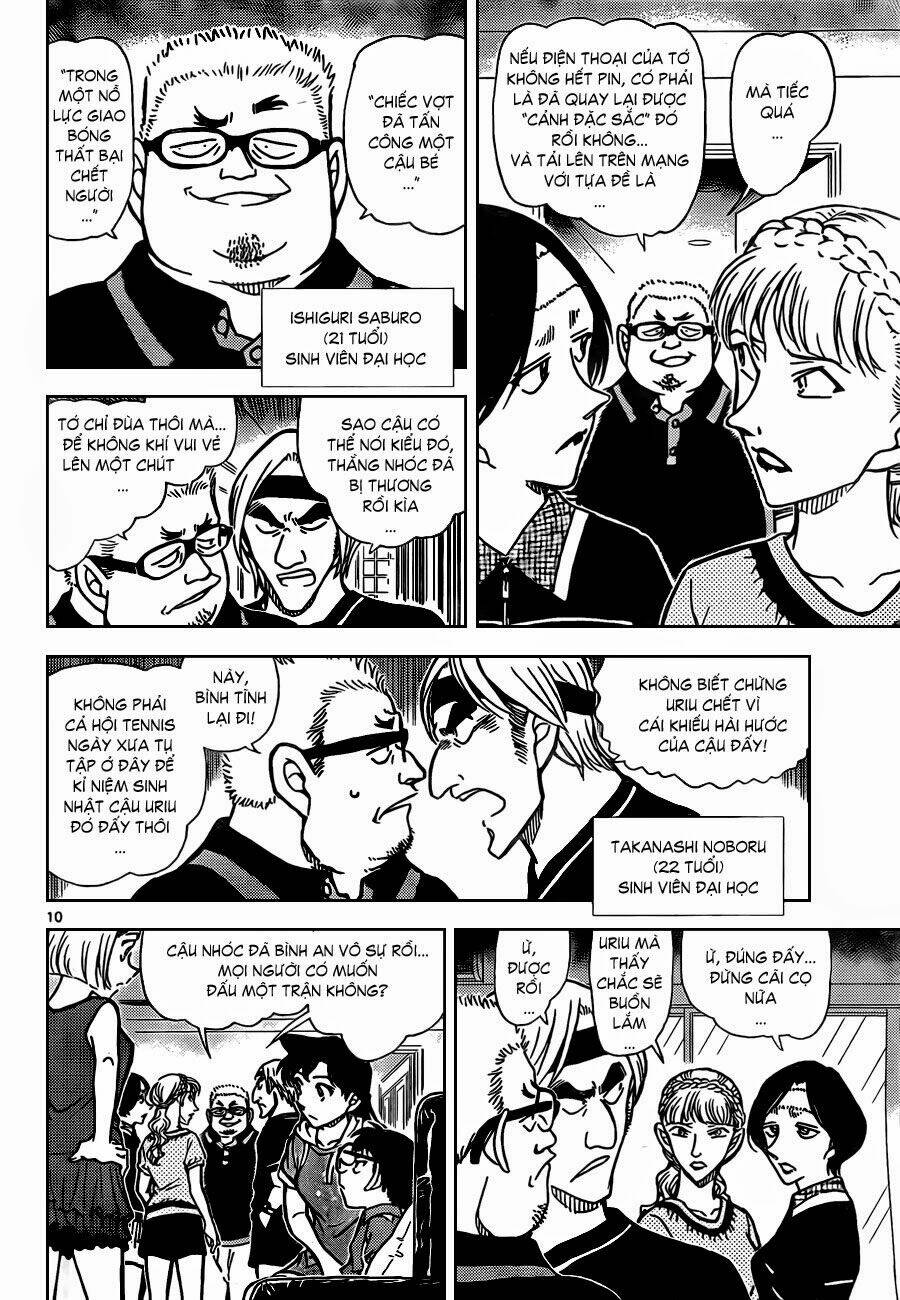 MÀ TIẾC
QUÁ
...
NẾU ĐIỆN THOẠI CỦA TỚ
KHÔNG HẾT PIN, CÓ PHẢI
LÀ ĐÃ QUAY LẠI ĐƯỢC
“CẢNH ĐẶC SẮC” ĐÓ
RỒI KHÔNG...
VÀ TẢI LÊN TRÊN MẠNG
VỚI TỰA ĐỀ LÀ
...
“CHIẾC VỢT
ĐÃ TẤN
CÔNG MỘT
CẬU BÉ
...”
“TRONG
MỘT NỖ
LỰC GIAO
BÓNG
THẤT BẠI
CHẾT
NGƯỜI
...”
ISHIGURI SABURO
(21 TUỔI)
SINH VIÊN ĐẠI HỌC
SAO CẬU CÓ
THỂ NÓI KIỂU ĐÓ,
THẰNG NHÓC ĐÃ
BỊ THƯƠNG
RỒI KÌA
...
TỚ CHỈ ĐÙA THÔI MÀ...
ĐỂ KHÔNG KHÍ VUI VẺ
LÊN MỘT CHÚT
...
KHÔNG BIẾT CHỪNG
URIU CHẾT VÌ
CÁI KHIẾU HÀI HƯỚC
CỦA CẬU ĐẤY!
NÀY,
BÌNH TĨNH
LẠI ĐI!
KHÔNG PHẢI
CẢ HỘI TENNIS
NGÀY XƯA TỤ
TẬP Ở ĐÂY ĐỂ
KỈ NIỆM SINH
NHẬT CẬU URIU
ĐÓ ĐẤY THÔI
...
TAKANASHI NOBORU
(22 TUỔI)
SINH VIÊN ĐẠI HỌC
10
Ừ, ĐÚNG ĐẤY...
ĐỪNG CÃI CỌ
NỮA
...
URIU MÀ
THẤY
CHẮC SẼ
BUỒN
LẮM
Ừ,
ĐƯỢC
RỒI
...
CẬU NHÓC ĐÃ BÌNH AN VÔ SỰ RỒI...
MỌI NGƯỜI CÓ MUỐN
ĐẤU MỘT TRẬN KHÔNG?